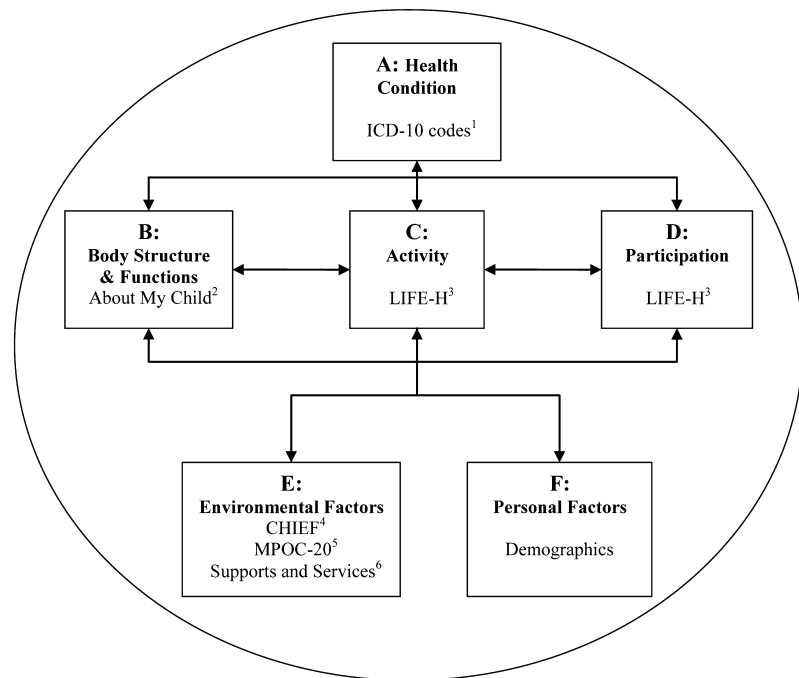 A: Health
Condition
ICD-10 codes¹
B:
Body Structure
& Functions
About My Child²
C:
Activity
LIFE-H³
D:
Participation
LIFE-H³
E:
Environmental Factors
CHIEF⁴
MPOC-20⁵
Supports and Services⁶
F:
Personal Factors
Demographics